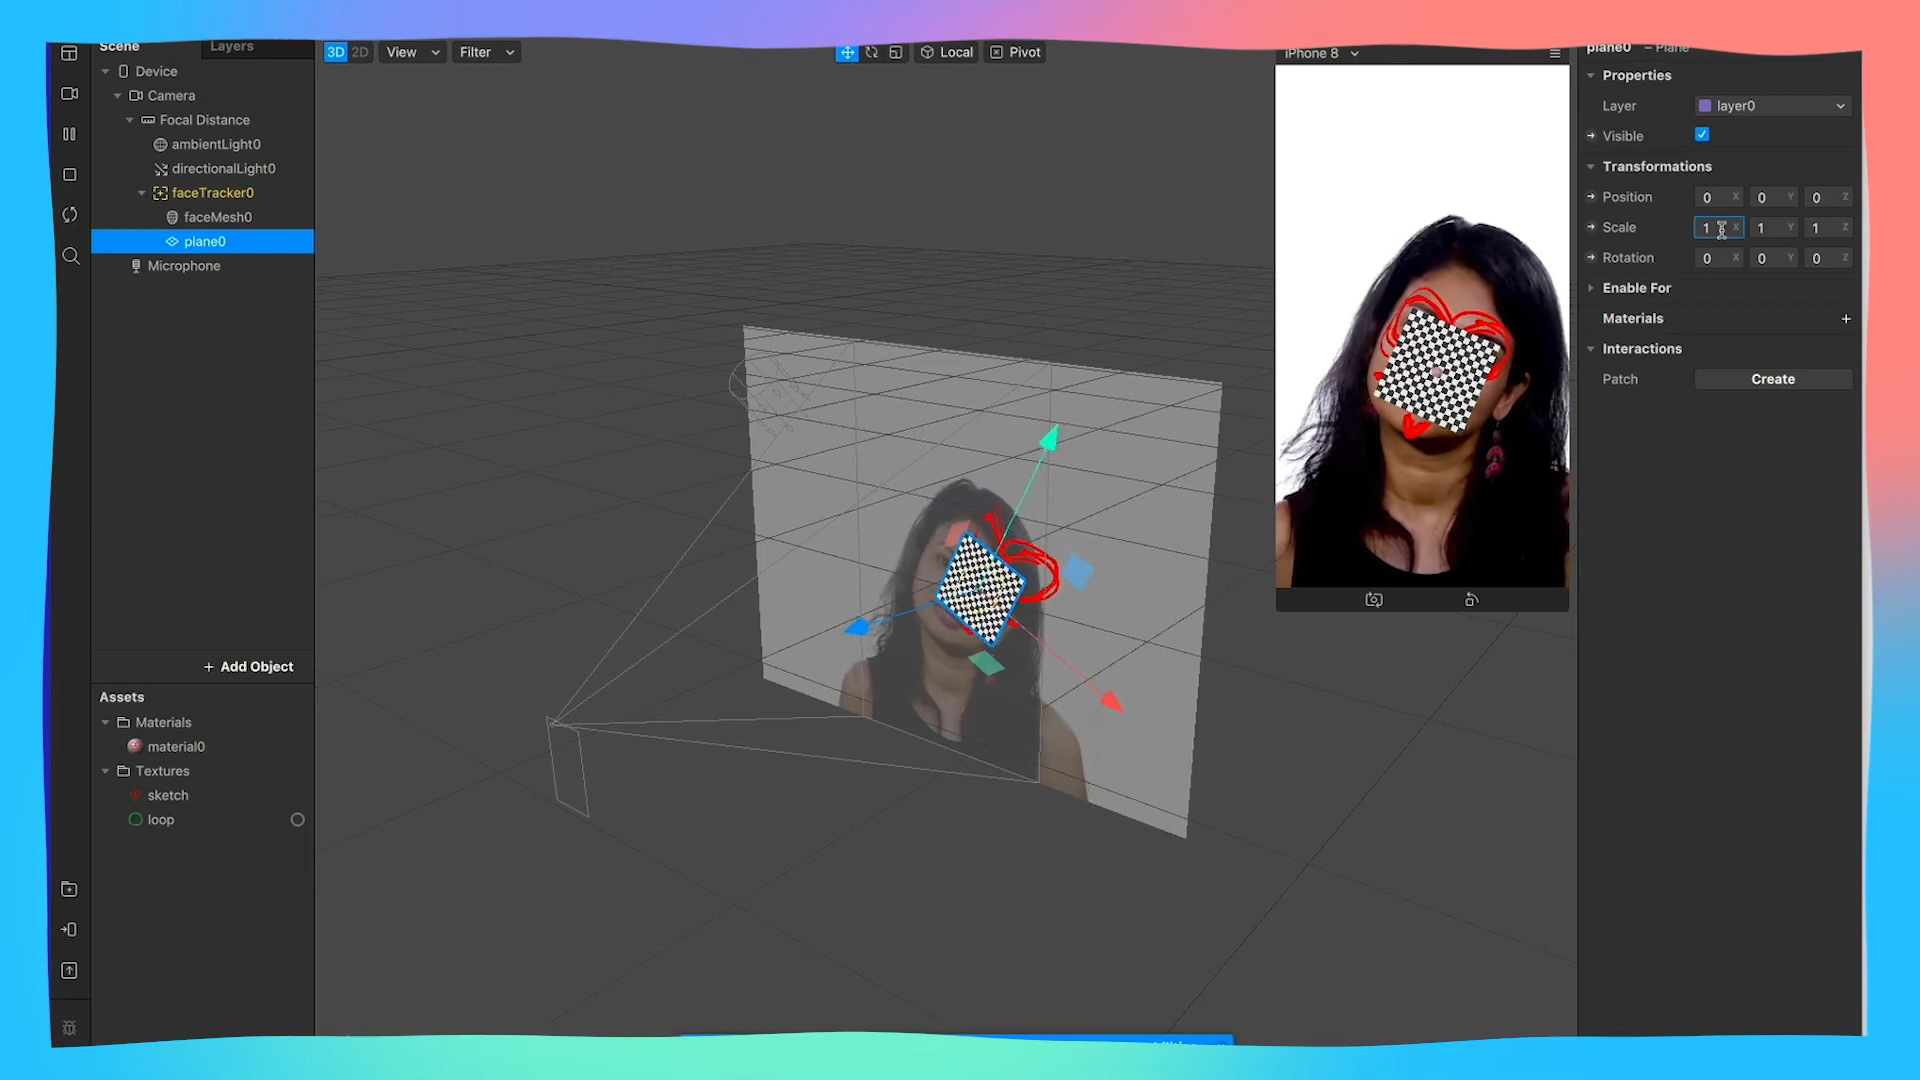 Scene
Layers
3D
2D
View
Filter
Local
Pivot
iPhone 8
plane0 – Plane
Device
Camera
Focal Distance
ambientLight0
directionalLight0
faceTracker0
faceMesh0
plane0
Microphone
+ Add Object
Assets
Materials
material0
Textures
sketch
loop
Properties
Layer
layer0
Visible
Transformations
Position 0 X 0 Y 0 Z
Scale 1 X 1 Y 1 Z
Rotation 0 X 0 Y 0 Z
Enable For
Materials +
Interactions
Patch
Create